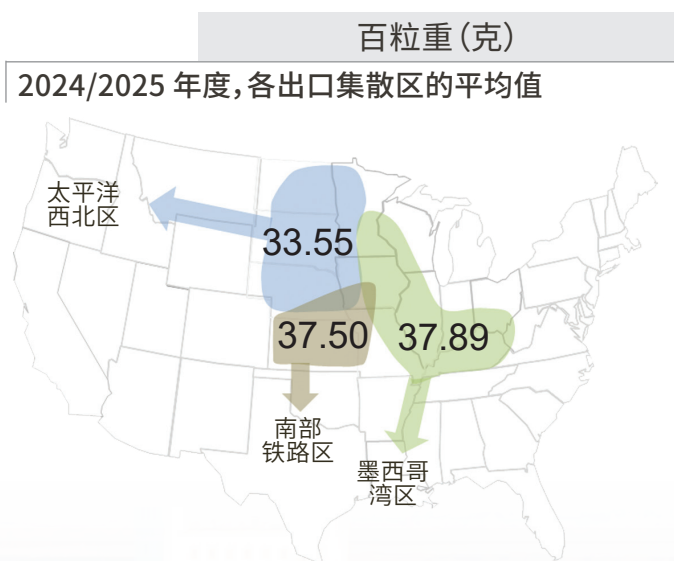 百粒重（克）
2024/2025 年度，各出口集散区的平均值
太平洋
西北区
33.55
37.50
37.89
南部
铁路区
墨西哥
湾区